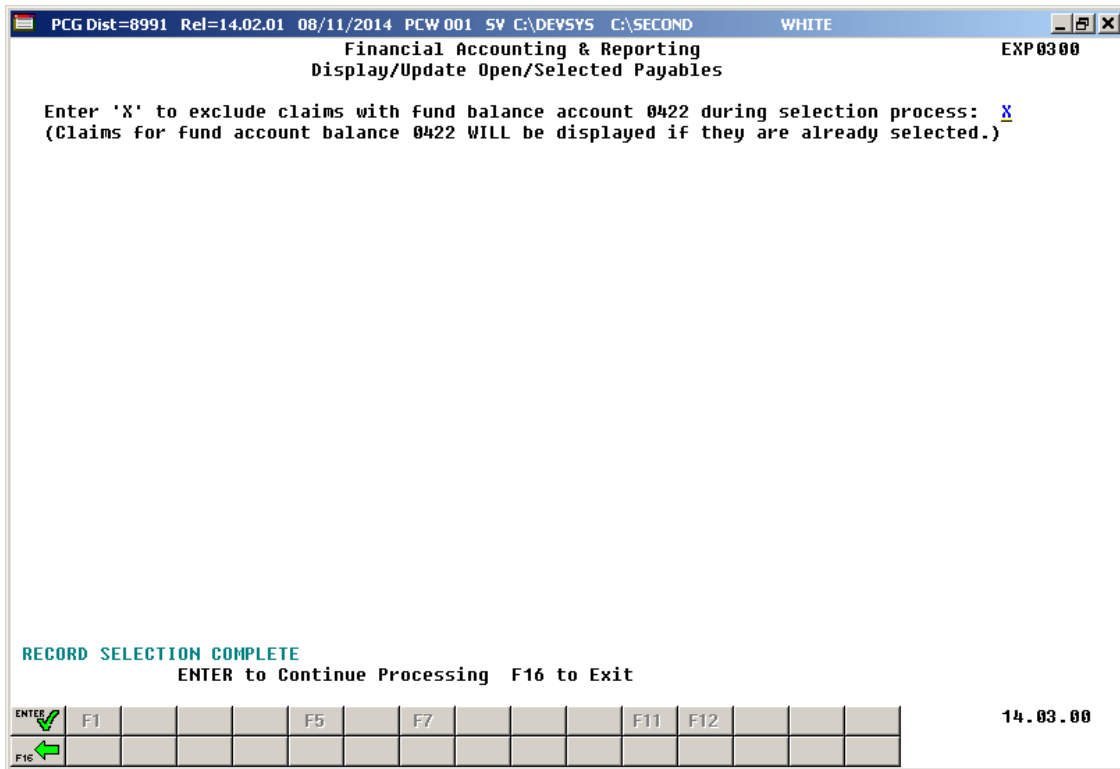 PCG Dist=8991 Rel=14.02.01 08/11/2014 PCW 001 SV C:\DEVSYS C:\SECOND WHITE
Financial Accounting & Reporting EXP0300
Display/Update Open/Selected Payables
Enter 'X' to exclude claims with fund balance account 0422 during selection process: X
(Claims for fund account balance 0422 WILL be displayed if they are already selected.)
RECORD SELECTION COMPLETE
ENTER to Continue Processing F16 to Exit
ENTER F1 F5 F7 F11 F12 14.03.00
F16